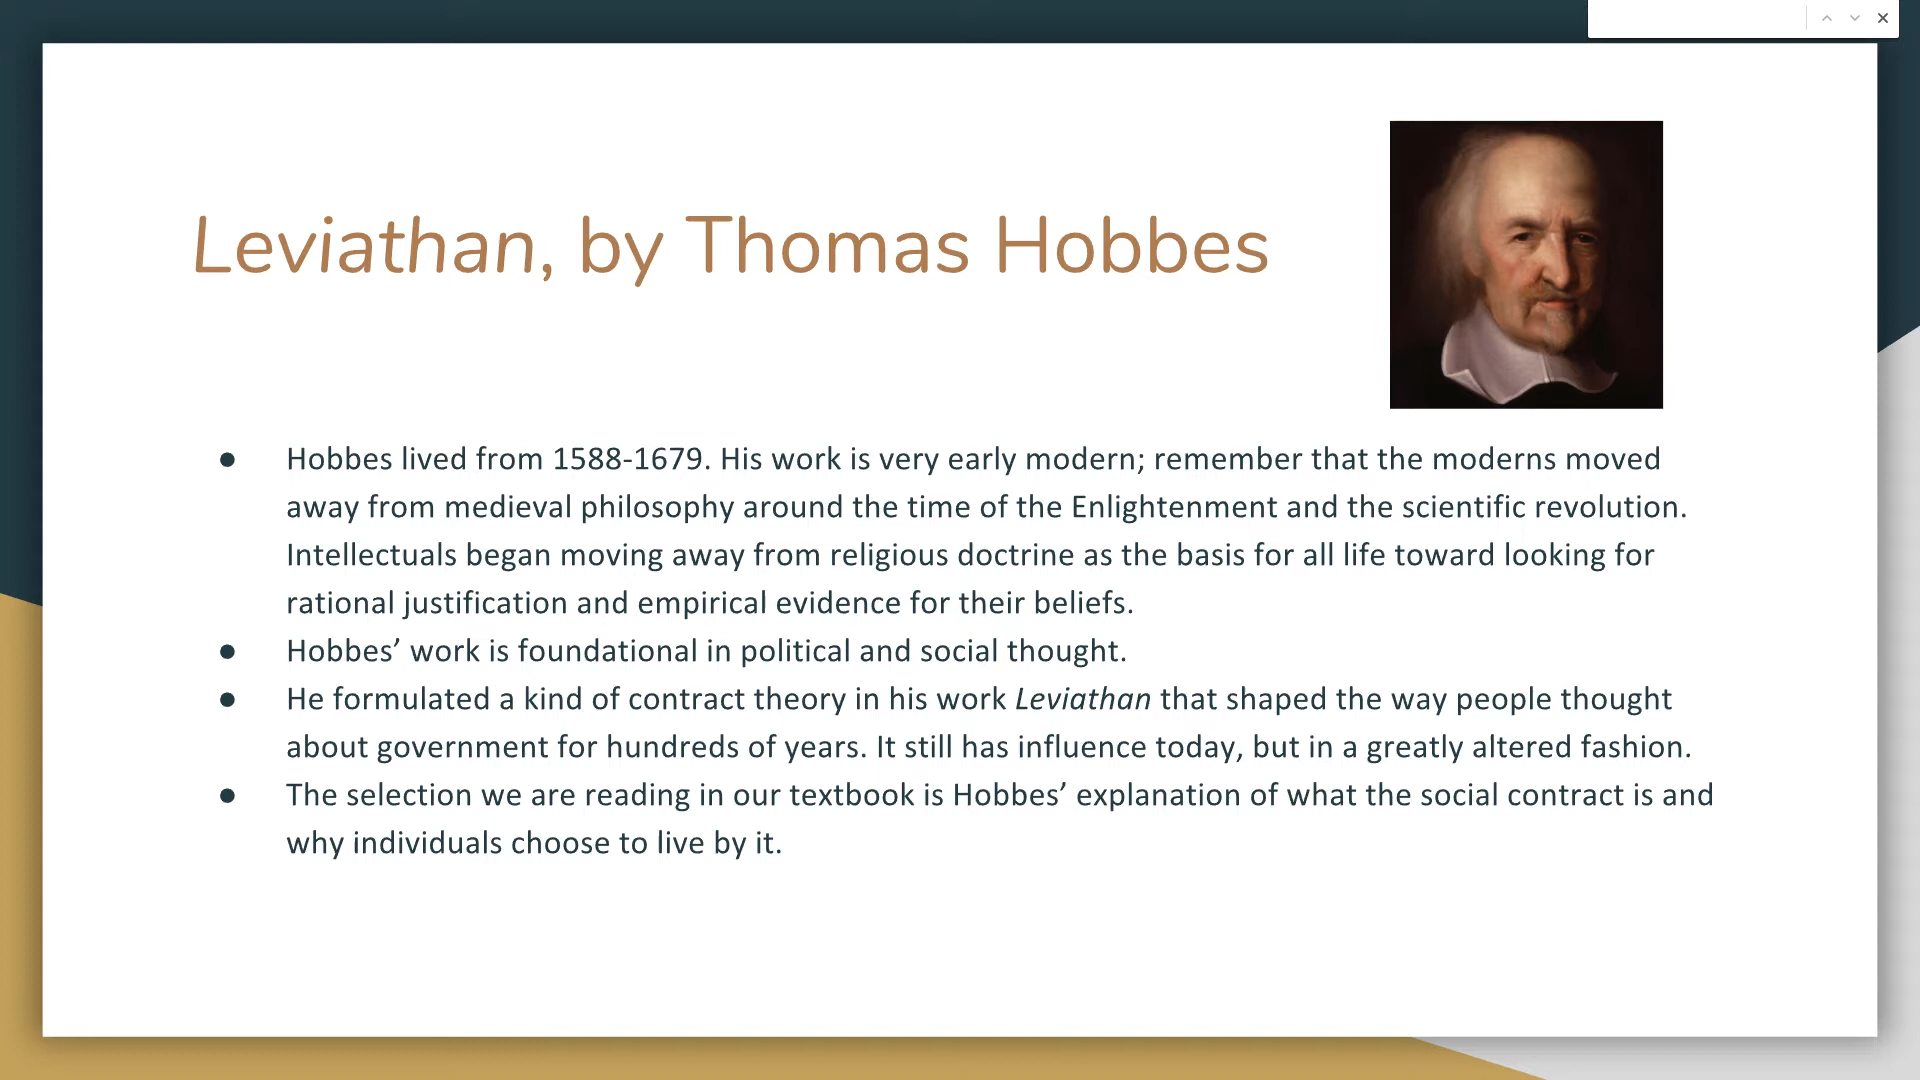 Leviathan, by Thomas Hobbes
● Hobbes lived from 1588-1679. His work is very early modern; remember that the moderns moved
away from medieval philosophy around the time of the Enlightenment and the scientific revolution.
Intellectuals began moving away from religious doctrine as the basis for all life toward looking for
rational justification and empirical evidence for their beliefs.
● Hobbes’ work is foundational in political and social thought.
● He formulated a kind of contract theory in his work Leviathan that shaped the way people thought
about government for hundreds of years. It still has influence today, but in a greatly altered fashion.
● The selection we are reading in our textbook is Hobbes’ explanation of what the social contract is and
why individuals choose to live by it.